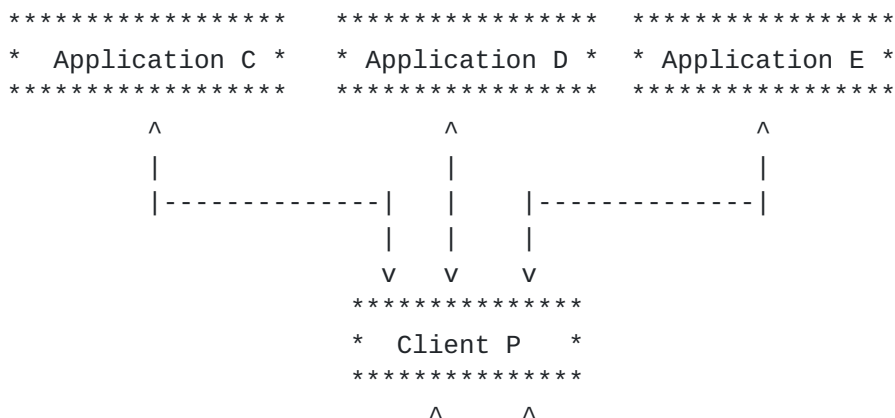 ******************   *****************  *****************
*  Application C *   * Application D *  * Application E *
******************   *****************  *****************
         ^                  ^                   ^
         |                  |                   |
         |--------------|   |    |--------------|
                        |   |    |
                        v   v    v
                      ***************
                      *  Client P   *
                      ***************
                           ^     ^